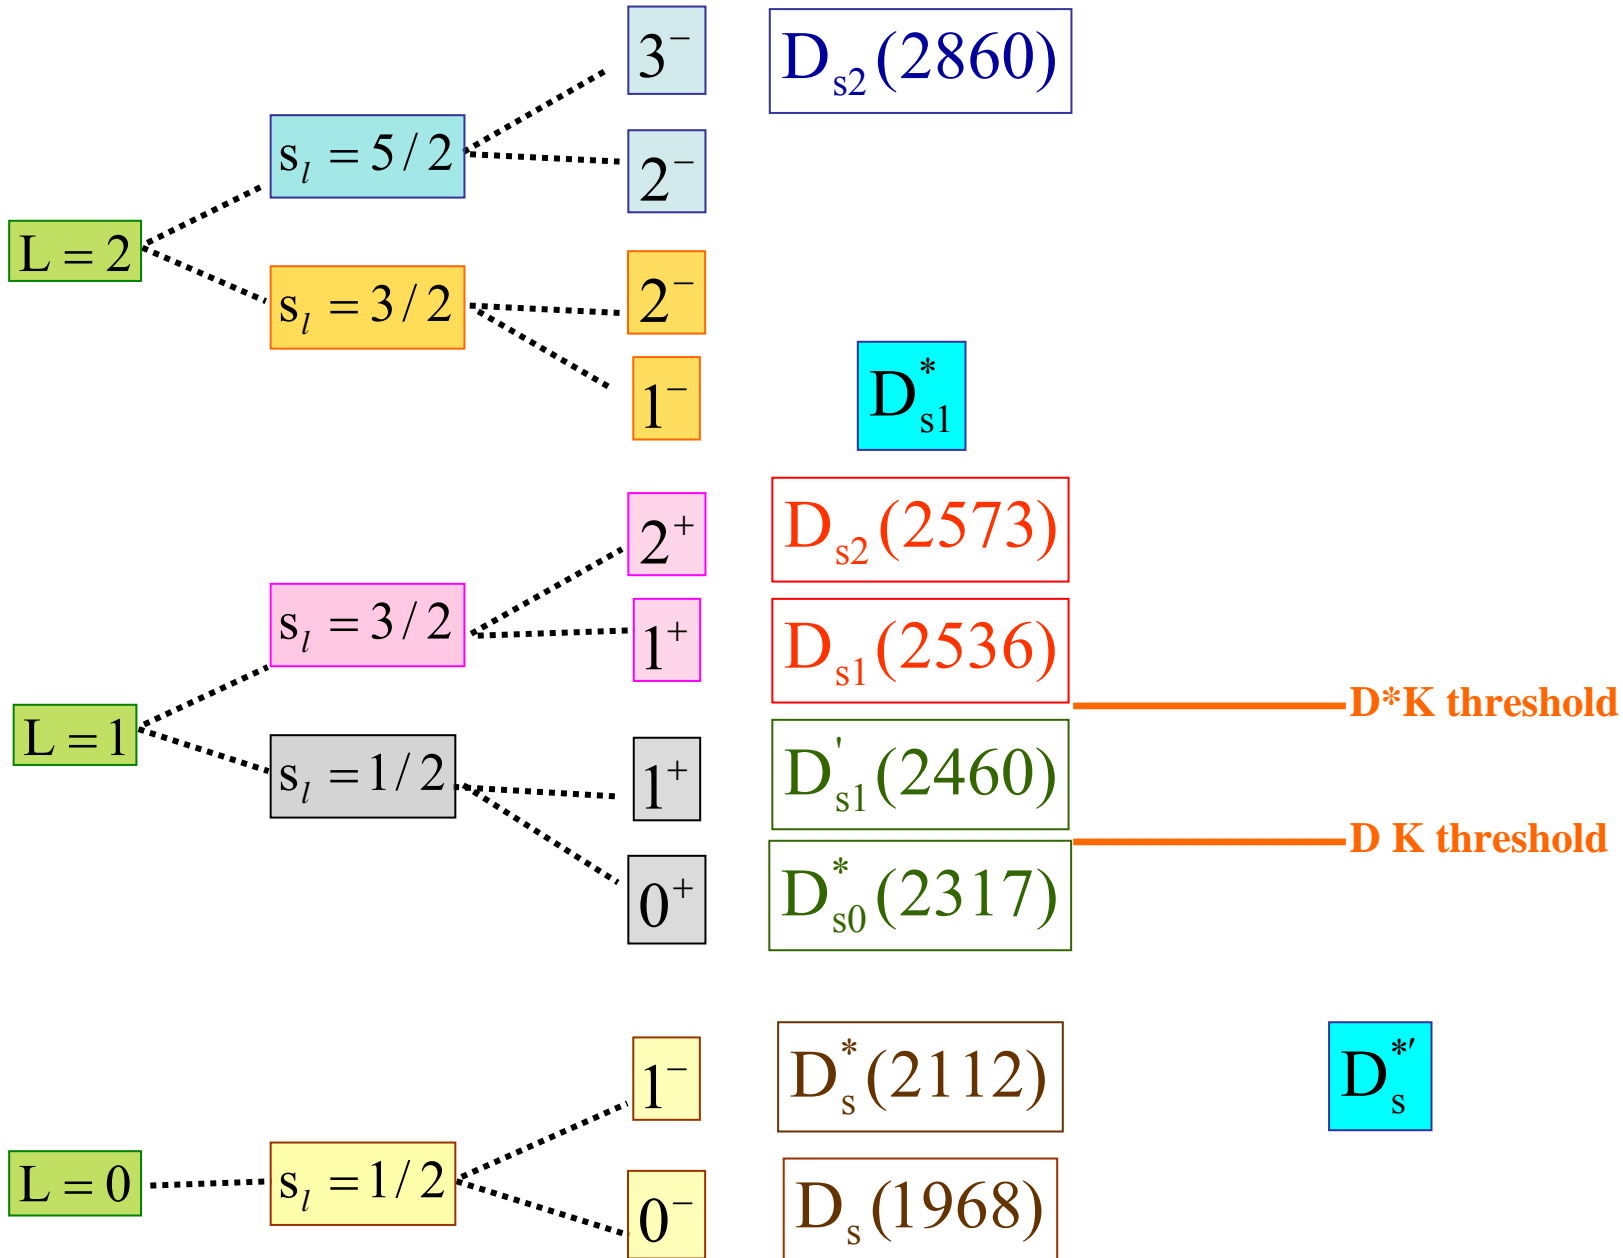 3⁻ D_s2(2860)
s_l = 5/2
2⁻
L = 2
s_l = 3/2 2⁻
1⁻ D*_s1
2⁺ D_s2(2573)
s_l = 3/2 1⁺ D_s1(2536)
D*K threshold
L = 1
s_l = 1/2 1⁺ D'_s1(2460)
D K threshold
0⁺ D*_s0(2317)
1⁻ D*_s(2112) D*′_s
L = 0 s_l = 1/2
0⁻ D_s(1968)